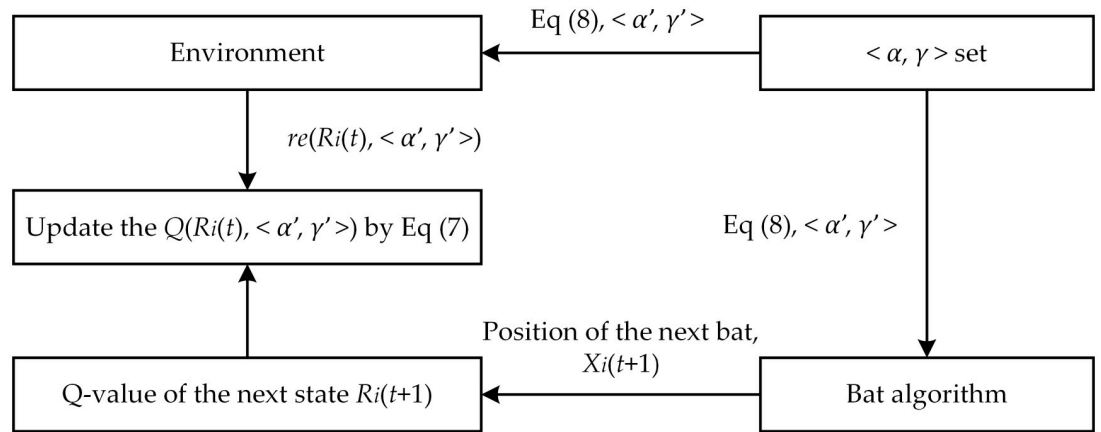 Eq (8), < α’, γ’ >
Environment
< α, γ > set
re(Ri(t), < α’, γ’ >)
Update the Q(Ri(t), < α’, γ’ >) by Eq (7)
Eq (8), < α’, γ’ >
Position of the next bat,
Xi(t+1)
Q-value of the next state Ri(t+1)
Bat algorithm